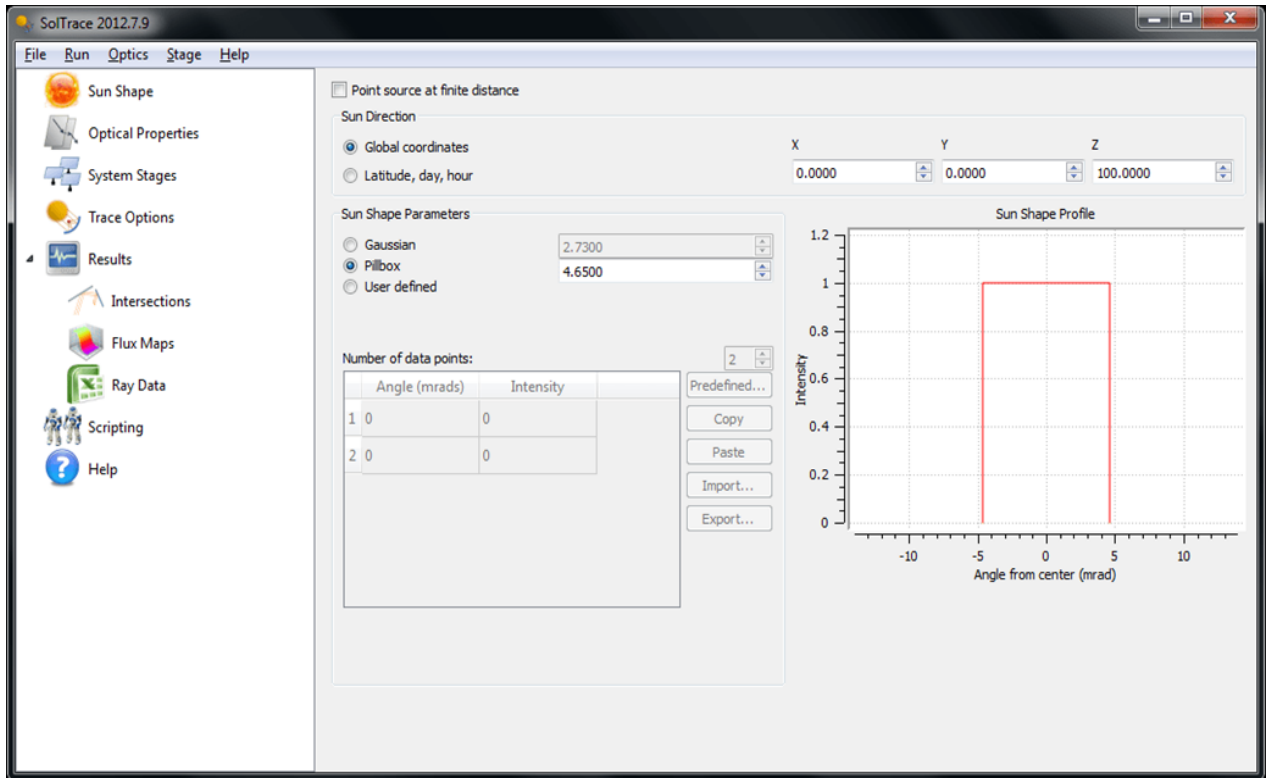 SolTrace 2012.7.9
File Run Optics Stage Help
Sun Shape
Optical Properties
System Stages
Trace Options
Results
Intersections
Flux Maps
Ray Data
Scripting
Help
Point source at finite distance
Sun Direction
Global coordinates
Latitude, day, hour
X Y Z
0.0000 0.0000 100.0000
Sun Shape Parameters
Gaussian 2.7300
Pillbox 4.6500
User defined
Number of data points: 2
Angle (mrads) Intensity
1 0 0
2 0 0
Predefined...
Copy
Paste
Import...
Export...
Sun Shape Profile
1.2
1
0.8
0.6
0.4
0.2
0
Intensity
-10 -5 0 5 10
Angle from center (mrad)